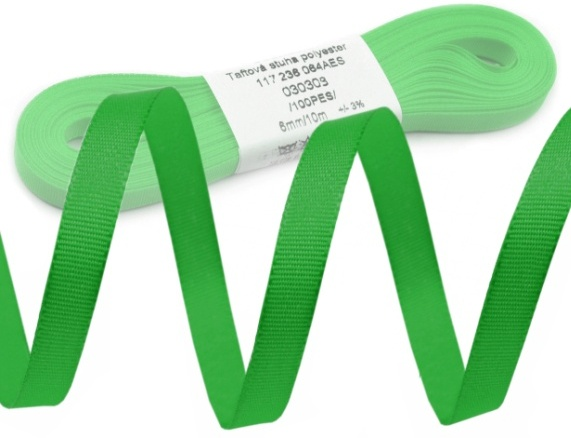 Taftová stuha polyester
117 236 064AES
030303
/100PES/
6mm/10m +/- 3%